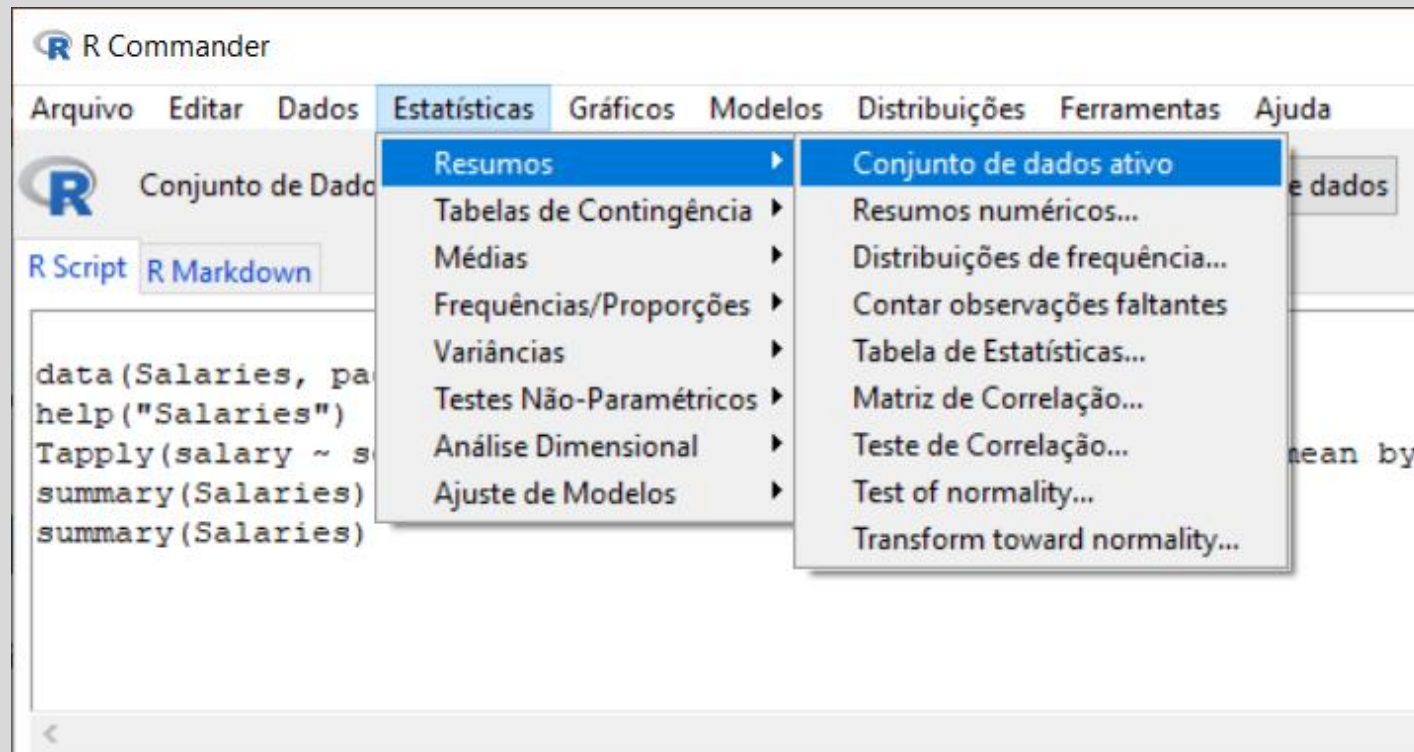 R Commander
Arquivo Editar Dados Estatísticas Gráficos Modelos Distribuições Ferramentas Ajuda
R Conjunto de Dado e dados
R Script R Markdown
Resumos
Tabelas de Contingência
Médias
Frequências/Proporções
Variâncias
Testes Não-Paramétricos
Análise Dimensional
Ajuste de Modelos
Conjunto de dados ativo
Resumos numéricos...
Distribuições de frequência...
Contar observações faltantes
Tabela de Estatísticas...
Matriz de Correlação...
Teste de Correlação...
Test of normality...
Transform toward normality...
data(Salaries, pa
help("Salaries")
Tapply(salary ~ s mean by
summary(Salaries)
summary(Salaries)